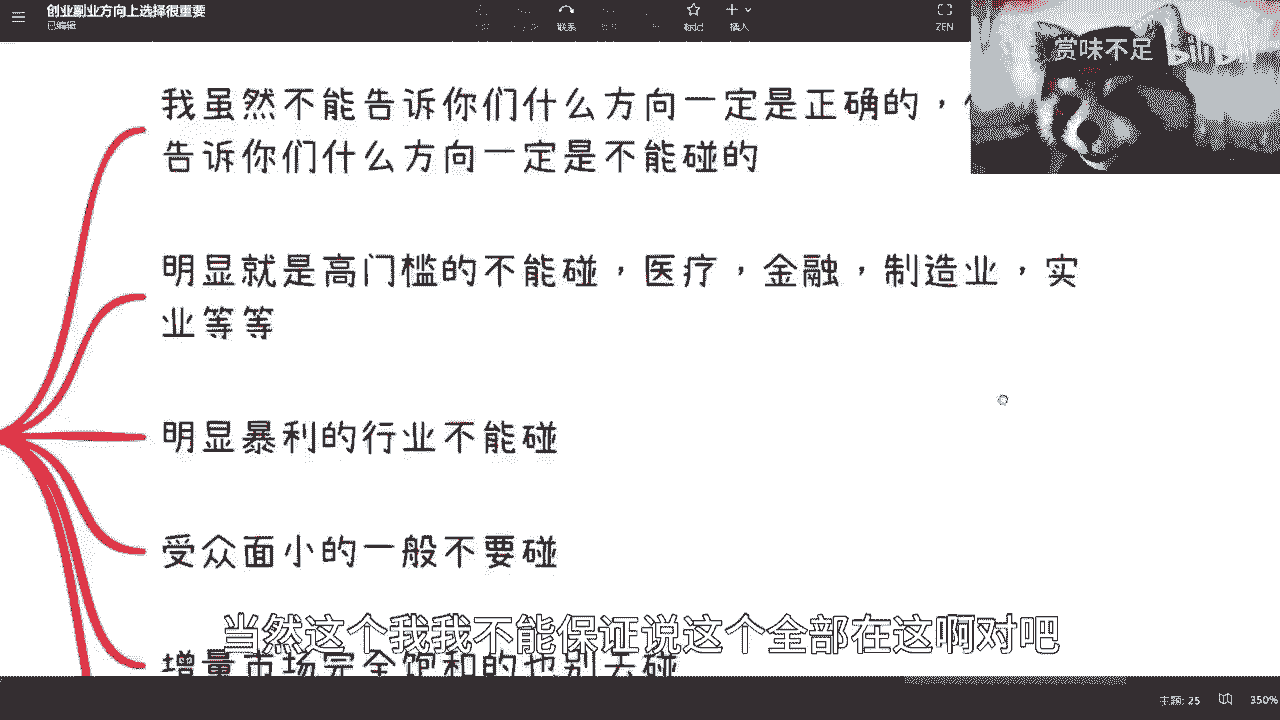 创业副业方向上选择很重要
已编辑
联系
标记
插入
ZEN
赏味不足
我虽然不能告诉你们什么方向一定是正确的，
告诉你们什么方向一定是不能碰的
明显就是高门槛的不能碰，医疗，金融，制造业，实
业等等
明显暴利的行业不能碰
受众面小的一般不要碰
当然这个我我不能保证说这个全部在这啊对吧
增量市场完全饱和的也别去碰
主题: 25
350%